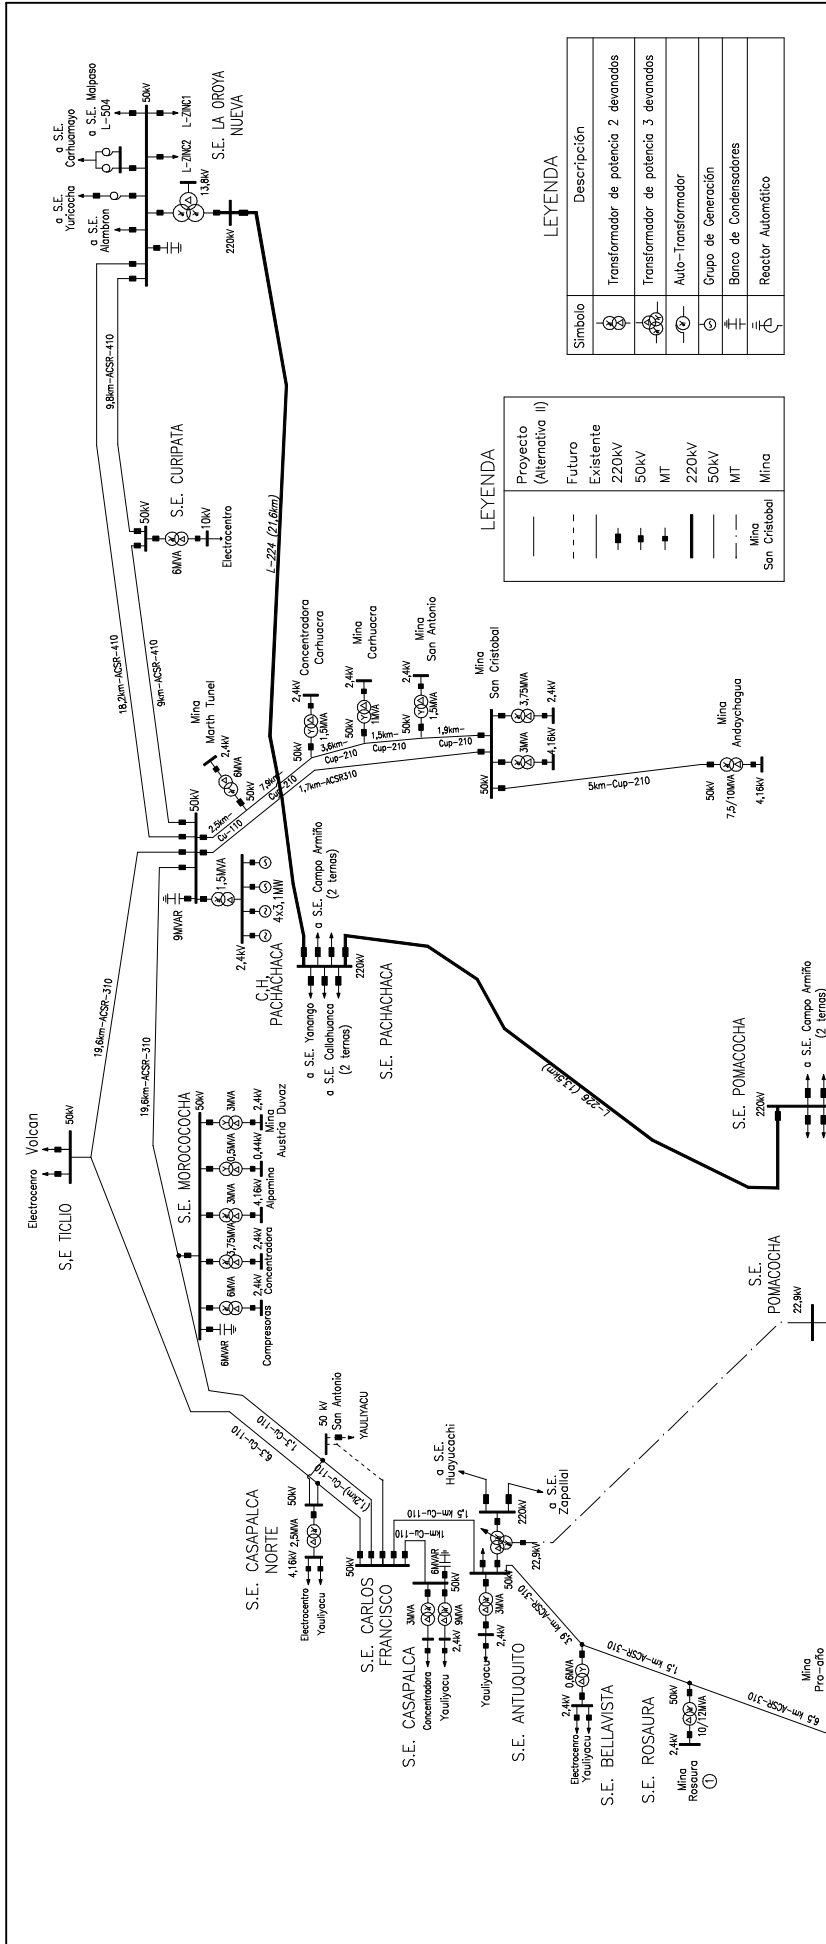 a S.E. Malpaso
L-504
a S.E.
Carhuamayo
a S.E.
Yuricocha
a S.E.
Alambron
50kV
L-ZINC1
L-ZINC2
13,8kV
S.E. LA OROYA
NUEVA
220kV
9,8km-ACSR-410
18,2km-ACSR-410
9km-ACSR-410
50kV
S.E. CURIPATA
6MVA
10kV
Electrocentro
L-224 (21,6km)
Mina
Marth Tunel
2,4kV
6MVA
50kV
50kV
2,5km-
Cu-110
7,9km-
Cup-210
1,7km-ACSR310
Concentradora
Carhuacra
2,4kV
1,5MVA
50kV
3,6km-
Cup-210
Mina
Carhuacra
2,4kV
1MVA
50kV
1,5km-
Cup-210
Mina
San Antonio
2,4kV
1,5MVA
50kV
1,9km-
Cup-210
Mina
San Cristobal
50kV
3,75MVA
2,4kV
3MVA
4,16kV
5km-Cup-210
Mina
Andaychagua
50kV
7,5/10MVA
4,16kV
9MVAR
1,5MVA
2,4kV
4x3,1MW
C.H.
PACHACHACA
19,6km-ACSR-310
19,6km-ACSR-310
a S.E. Campo Armiño
(2 ternas)
a S.E. Yanango
a S.E. Callahuanca
(2 ternas)
220kV
S.E. PACHACHACA
L-226 (13,5km)
S.E. POMACOCHA
220kV
a S.E. Campo Armiño
(2 ternas)
S.E.
POMACOCHA
22,9kV
Electrocenro
Volcan
50kV
S,E TICLIO
S.E. MOROCOCOCHA
50kV
3MVA
2,4kV
Mina
Austria Duvaz
0,5MVA
0,44kV
Alpamina
3MVA
4,16kV
3,75MVA
2,4kV
Concentradora
6MVA
2,4kV
Compresoras
6MVAR
6,3-Cu-110
1,3-Cu-110
(1,2km)-Cu-110
50 kV
San Antonio
YAULIYACU
S.E. CASAPALCA
NORTE
50kV
2,5MVA
4,16kV
Electrocentro
Yauliyacu
S.E. CARLOS
FRANCISCO
50kV
1km-Cu-110
1,5 km-Cu-110
S.E. CASAPALCA
3MVA
6MVAR
50kV
9MVA
2,4kV
Concentradora
Yauliyacu
a S.E.
Huayucachi
a S.E.
Zapallal
220kV
22,9kV
50kV
S.E. ANTUQUITO
3MVA
2,4kV
Yauliyacu
3,9 km-ACSR-310
S.E. BELLAVISTA
0,6MVA
2,4kV
Electrocenro
Yauliyacu
1,5 km-ACSR-310
S.E. ROSAURA
50kV
10/12MVA
2,4kV
Mina
Rosaura
1
6,5 km-ACSR-310
Mina
Pro-año
LEYENDA
Simbolo
Descripción
Transformador de potencia 2 devanados
Transformador de potencia 3 devanados
Auto-Transformador
Grupo de Generación
Banco de Condensadores
Reactor Automático
LEYENDA
Proyecto
(Alternativa II)
Futuro
Existente
220kV
50kV
MT
220kV
50kV
MT
Mina
San Cristobal
Mina